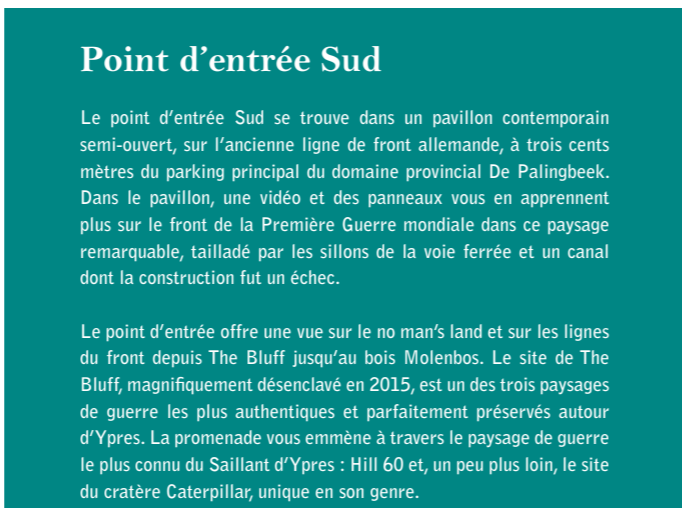 Point d’entrée Sud
Le point d’entrée Sud se trouve dans un pavillon contemporain
semi-ouvert, sur l’ancienne ligne de front allemande, à trois cents
mètres du parking principal du domaine provincial De Palingbeek.
Dans le pavillon, une vidéo et des panneaux vous en apprennent
plus sur le front de la Première Guerre mondiale dans ce paysage
remarquable, tailladé par les sillons de la voie ferrée et un canal
dont la construction fut un échec.
Le point d’entrée offre une vue sur le no man’s land et sur les lignes
du front depuis The Bluff jusqu’au bois Molenbos. Le site de The
Bluff, magnifiquement désenclavé en 2015, est un des trois paysages
de guerre les plus authentiques et parfaitement préservés autour
d’Ypres. La promenade vous emmène à travers le paysage de guerre
le plus connu du Saillant d’Ypres : Hill 60 et, un peu plus loin, le site
du cratère Caterpillar, unique en son genre.